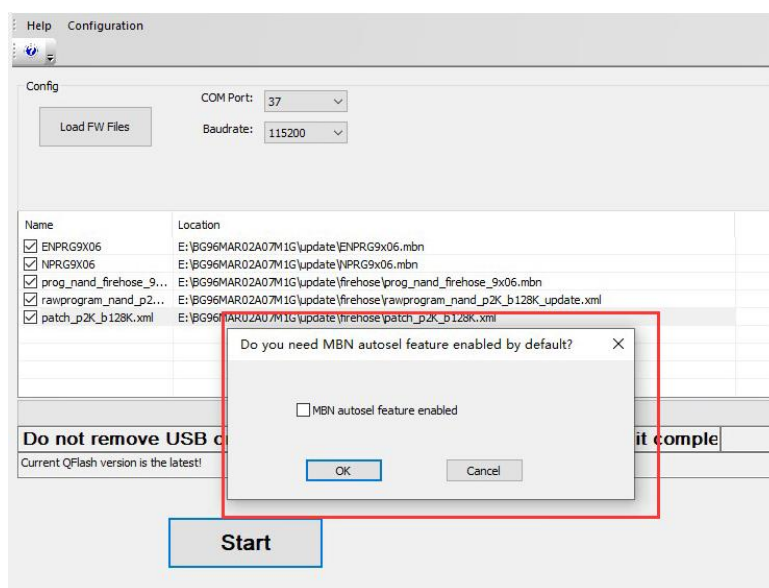 Help Configuration
Config
COM Port: 37
Load FW Files
Baudrate: 115200
Name Location
ENPRG9X06 E:\BG96MAR02A07M1G\update\ENPRG9x06.mbn
NPRG9X06 E:\BG96MAR02A07M1G\update\NPRG9x06.mbn
prog_nand_firehose_9... E:\BG96MAR02A07M1G\update\firehose\prog_nand_firehose_9x06.mbn
rawprogram_nand_p2... E:\BG96MAR02A07M1G\update\firehose\rawprogram_nand_p2K_b128K_update.xml
patch_p2K_b128K.xml E:\BG96MAR02A07M1G\update\firehose\patch_p2K_b128K.xml
Do you need MBN autosel feature enabled by default?
MBN autosel feature enabled
Do not remove USB it comple
Current QFlash version is the latest!
OK Cancel
Start